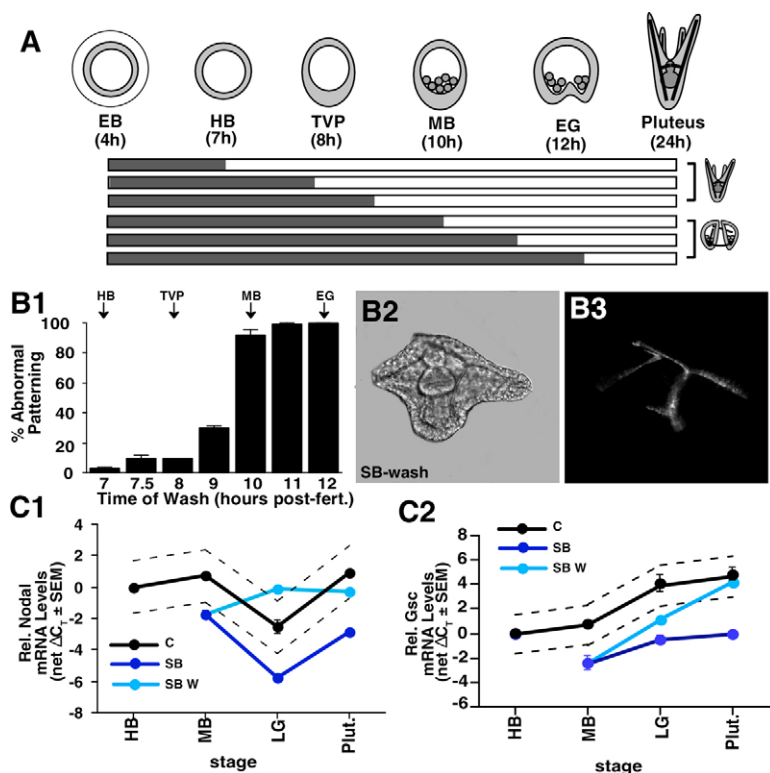 A
EB HB TVP MB EG Pluteus
(4h) (7h) (8h) (10h) (12h) (24h)
B1
HB TVP MB EG
100
80
60
40
20
0
% Abnormal
Patterning
7 7.5 8 9 10 11 12
Time of Wash (hours post-fert.)
B2
SB-wash
B3
C1
4
2
0
-2
-4
-6
-8
Rel. Nodal
mRNA Levels
(net ΔCT ± SEM)
C
SB
SB W
HB MB LG Plut.
stage
C2
8
6
4
2
0
-2
-4
-6
Rel. Gsc
mRNA Levels
(net ΔCT ± SEM)
C
SB
SB W
HB MB LG Plut.
stage